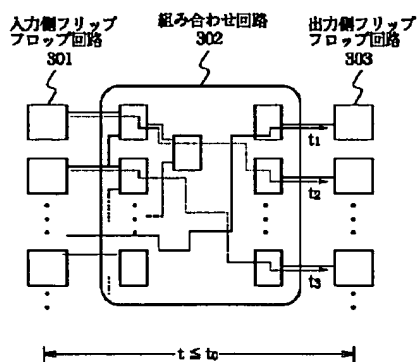 入力側フリップ
フロップ回路
301
組み合わせ回路
302
出力側フリップ
フロップ回路
303
t1
t2
t3
t ≦ t0